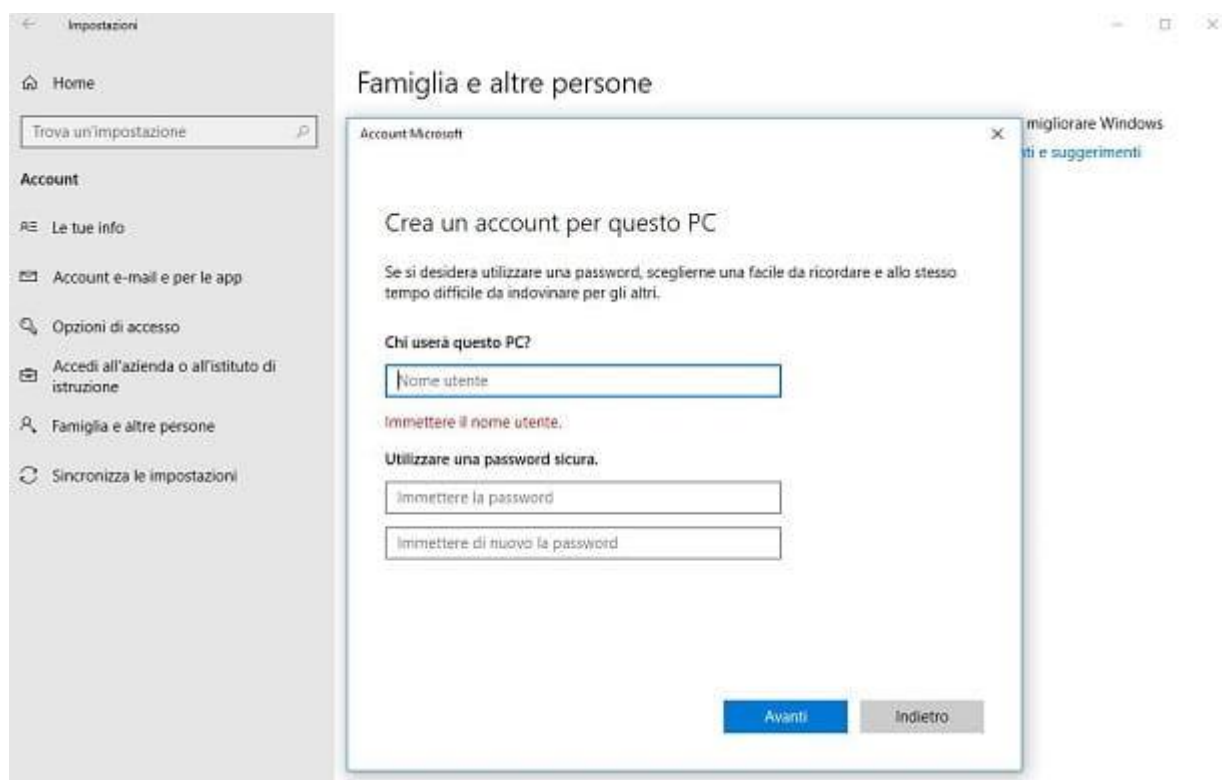 Impostazioni
Home
Trova un'impostazione
Account
Le tue info
Account e-mail e per le app
Opzioni di accesso
Accedi all'azienda o all'istituto di
istruzione
Famiglia e altre persone
Sincronizza le impostazioni
Famiglia e altre persone
migliorare Windows
ti e suggerimenti
Account Microsoft
Crea un account per questo PC
Se si desidera utilizzare una password, sceglierne una facile da ricordare e allo stesso
tempo difficile da indovinare per gli altri.
Chi userà questo PC?
Nome utente
Immettere il nome utente.
Utilizzare una password sicura.
Immettere la password
Immettere di nuovo la password
Avanti
Indietro